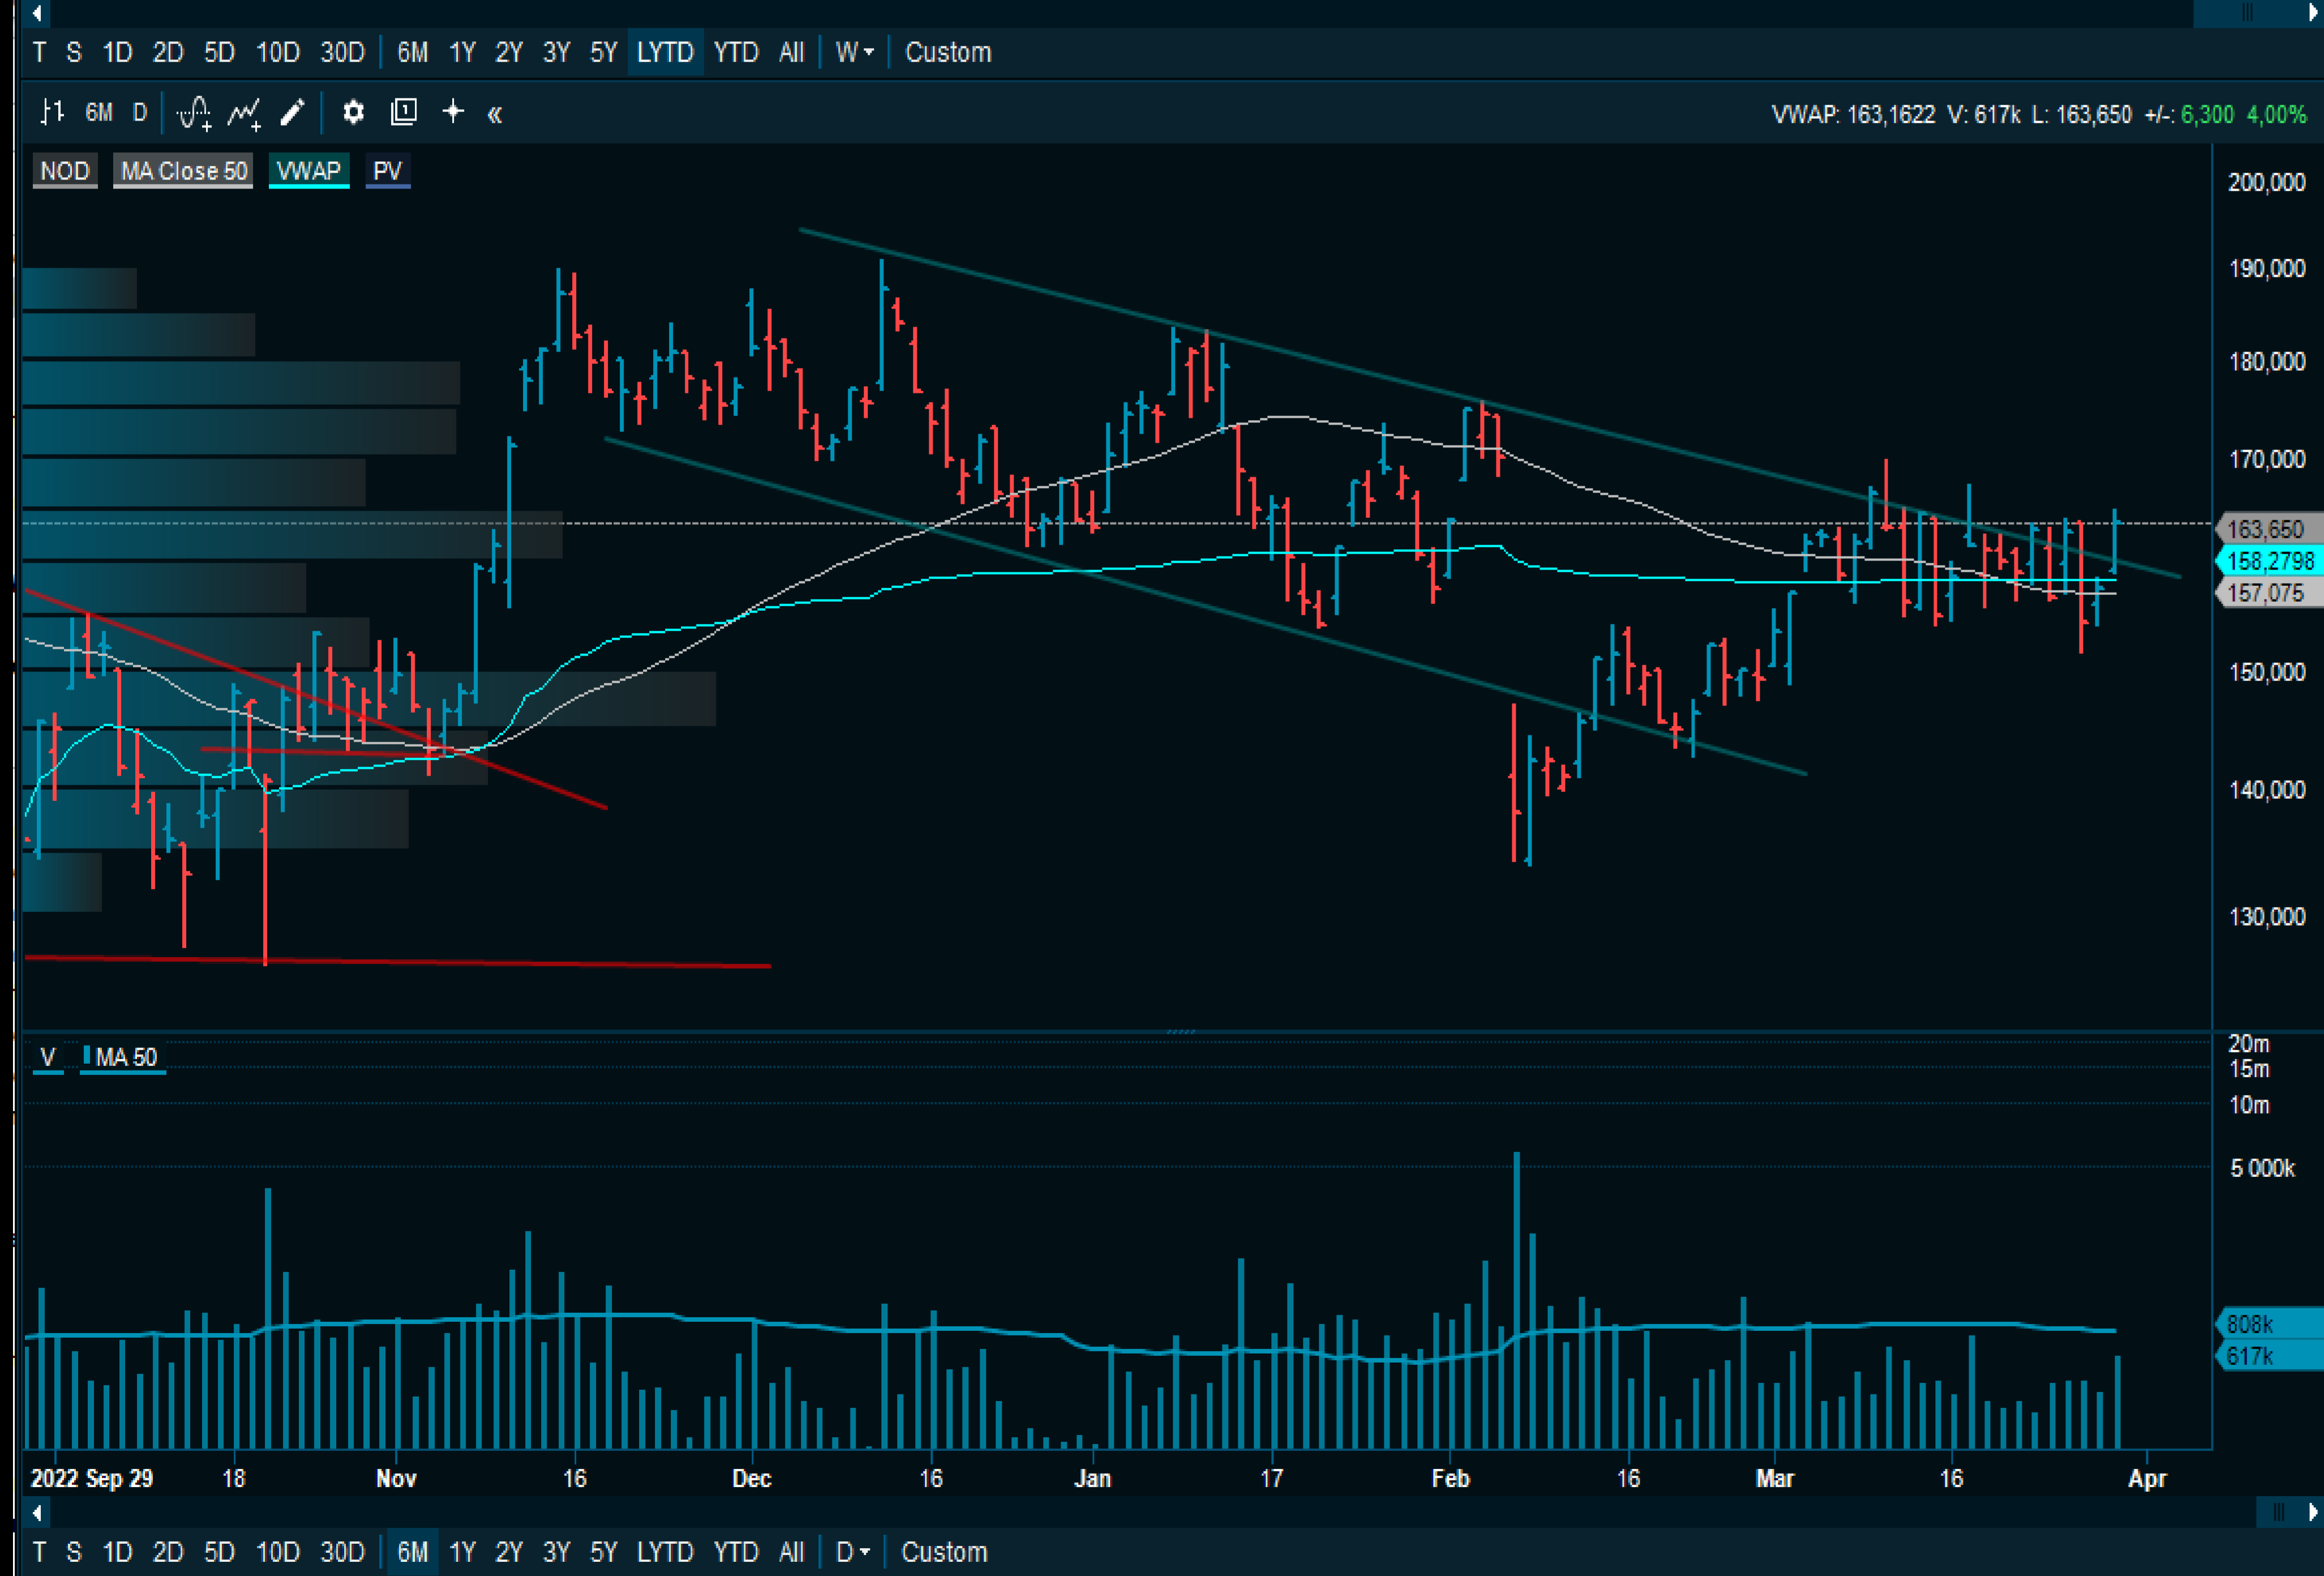 T S 1D 2D 5D 10D 30D 6M 1Y 2Y 3Y 5Y LYTD YTD All W Custom
6M D 1 « VWAP: 163,1622 V: 617k L: 163,650 +/-: 6,300 4,00%
NOD MA Close 50 VWAP PV
200,000
190,000
180,000
170,000
163,650
158,2798
157,075
150,000
140,000
130,000
V MA 50
20m
15m
10m
5 000k
808k
617k
2022 Sep 29 18 Nov 16 Dec 16 Jan 17 Feb 16 Mar 16 Apr
T S 1D 2D 5D 10D 30D 6M 1Y 2Y 3Y 5Y LYTD YTD All D Custom